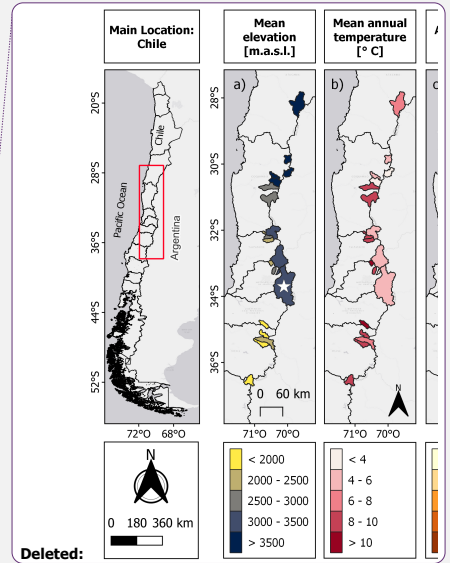 Main Location:
Chile
Mean
elevation
[m.a.s.l.]
Mean annual
temperature
[° C]
20°S
28°S
36°S
44°S
52°S
Chile
Pacific Ocean
Argentina
72°O 68°O
a)
28°S
30°S
32°S
34°S
36°S
0 60 km
71°O 70°O
b)
N
71°O 70°O
c
N
0 180 360 km
< 2000
2000 - 2500
2500 - 3000
3000 - 3500
> 3500
< 4
4 - 6
6 - 8
8 - 10
> 10
Deleted: